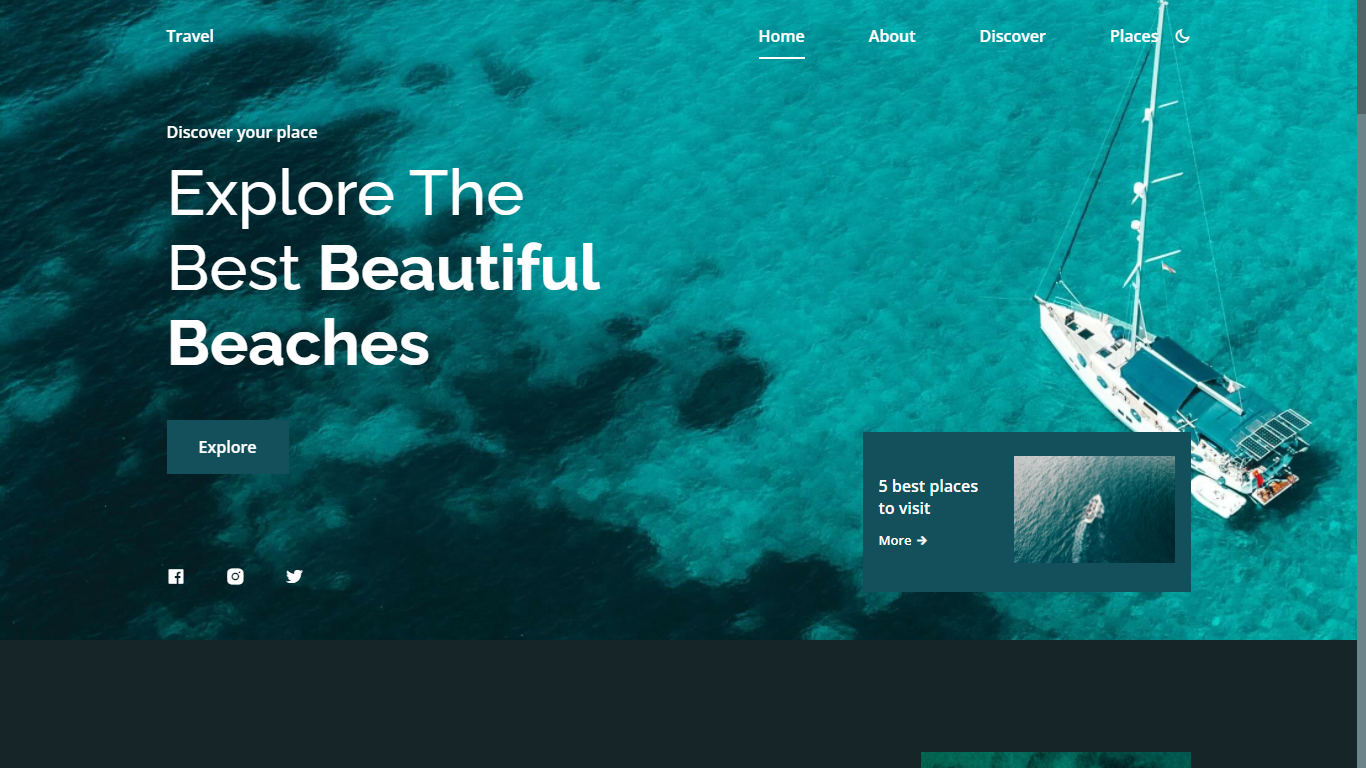 Travel
Home
About
Discover
Places
Discover your place
Explore The
Best Beautiful
Beaches
Explore
5 best places
to visit
More →